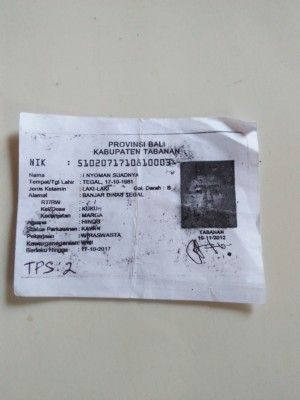 PROVINSI BALI
KABUPATEN TABANAN
NIK : 5102071710810003
Nama : I NYOMAN SUADNYA
Tempat/Tgl Lahir : TEGAL, 17-10-1981
Jenis Kelamin : LAKI-LAKI Gol. Darah : B
Alamat : BANJAR DINAS TEGAL
RT/RW : - / -
Kel/Desa : KUKUH
Kecamatan : MARGA
Agama : HINDU
Status Perkawinan : KAWIN
Pekerjaan : WIRASWASTA
Kewarganegaraan : WNI
Berlaku Hingga : 17-10-2017
TABANAN
10-11-2012
TPS : 2